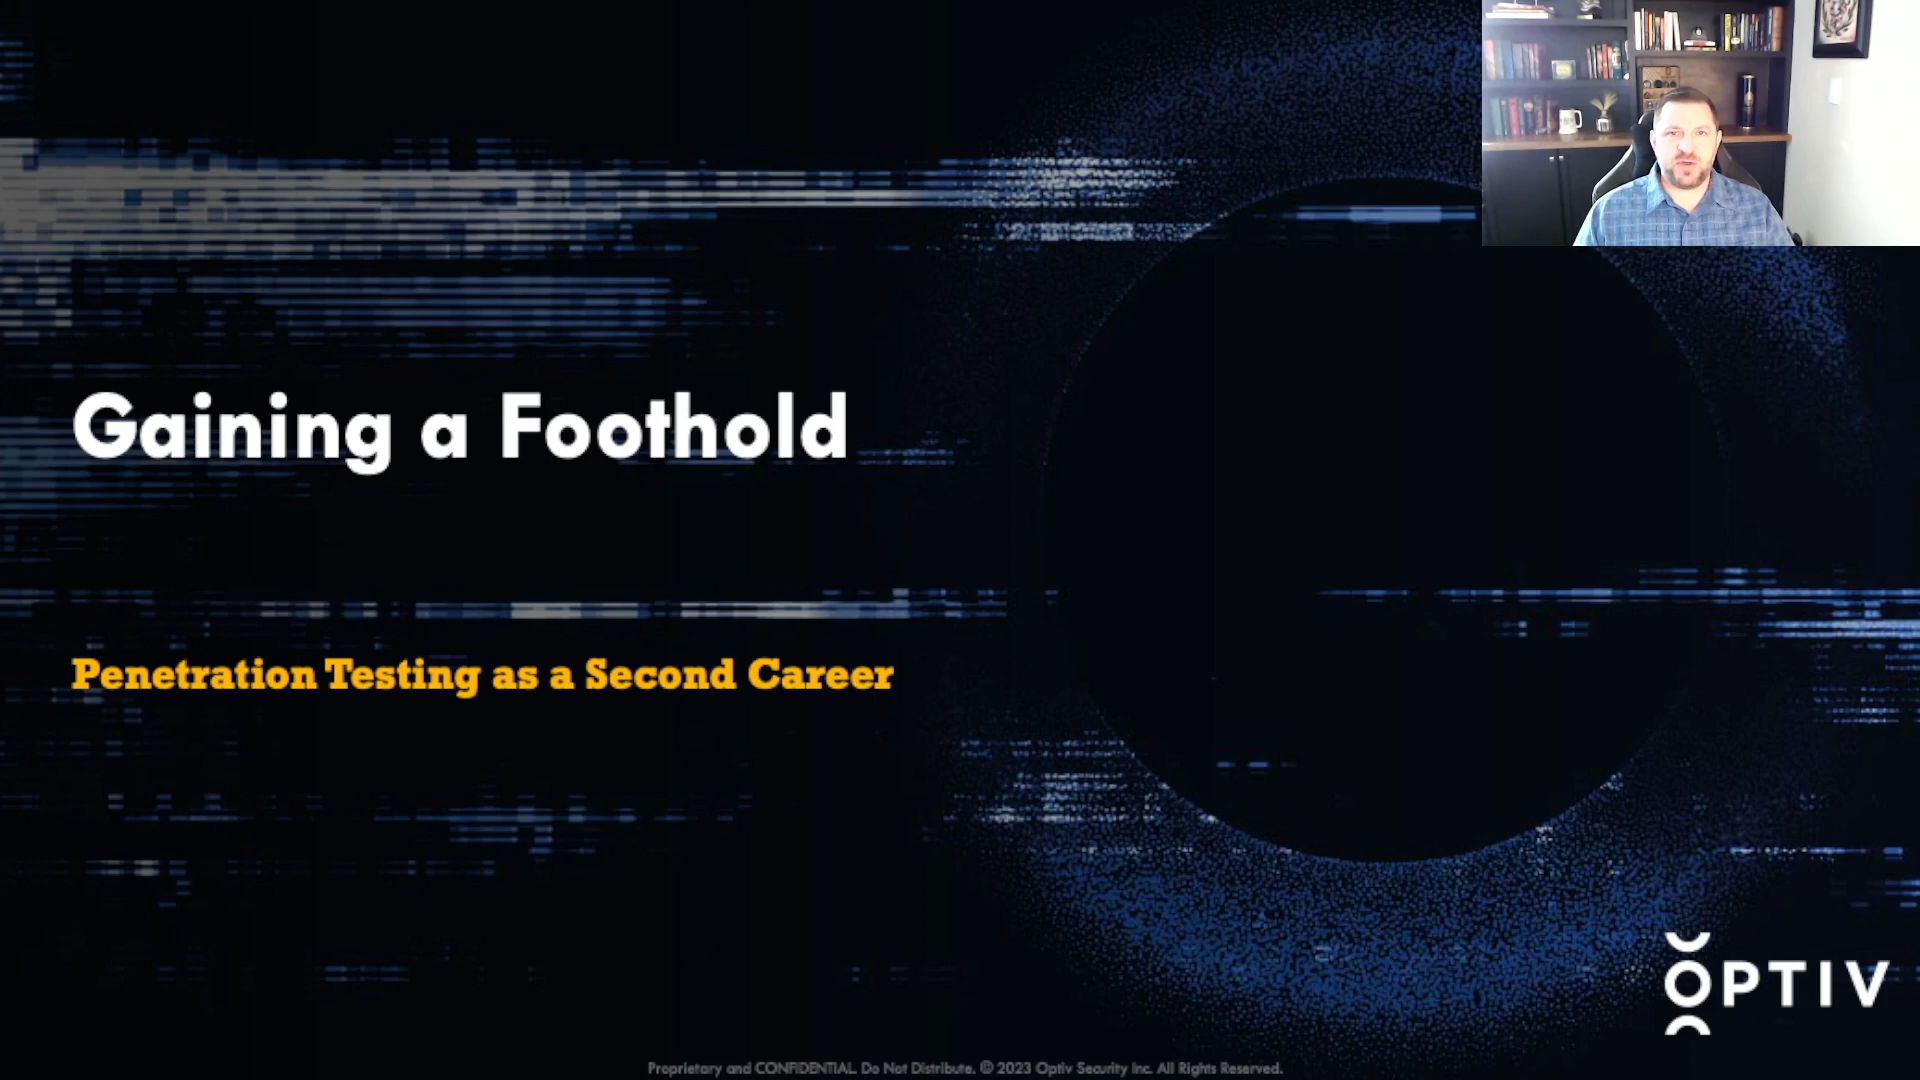 Gaining a Foothold
Penetration Testing as a Second Career
OPTIV
Proprietary and CONFIDENTIAL. Do Not Distribute. © 2023 Optiv Security Inc. All Rights Reserved.